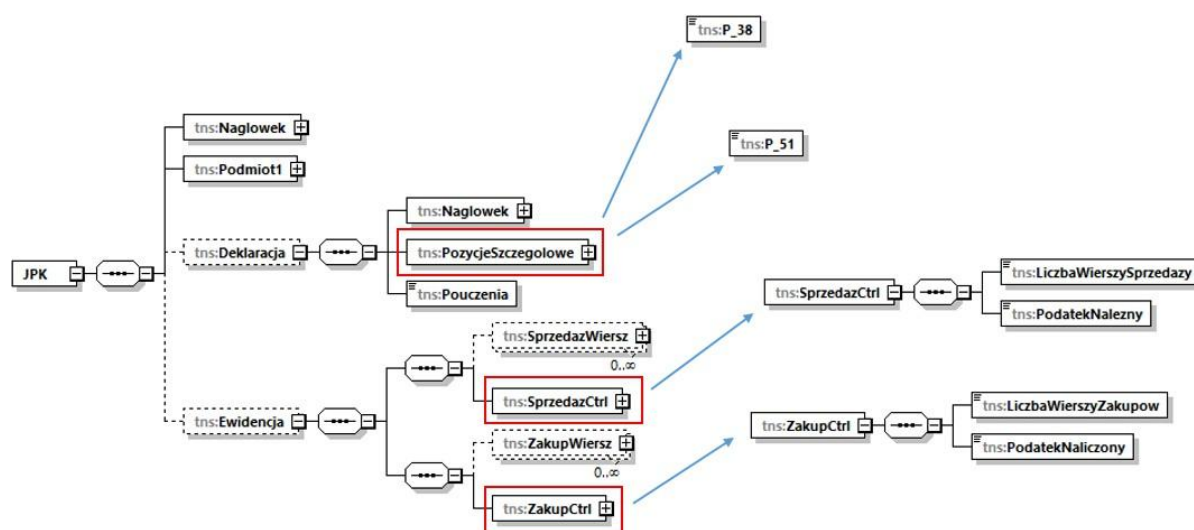 tns:P_38
tns:P_51
tns:Naglowek
tns:Podmiot1
tns:Naglowek
tns:Deklaracja
tns:PozycjeSzczegolowe
JPK
tns:Pouczenia
tns:LiczbaWierszySprzedazy
tns:SprzedazCtrl
tns:PodatekNalezny
tns:SprzedazWiersz
0..∞
tns:SprzedazCtrl
tns:Ewidencja
tns:LiczbaWierszyZakupow
tns:ZakupCtrl
tns:PodatekNaliczony
tns:ZakupWiersz
0..∞
tns:ZakupCtrl